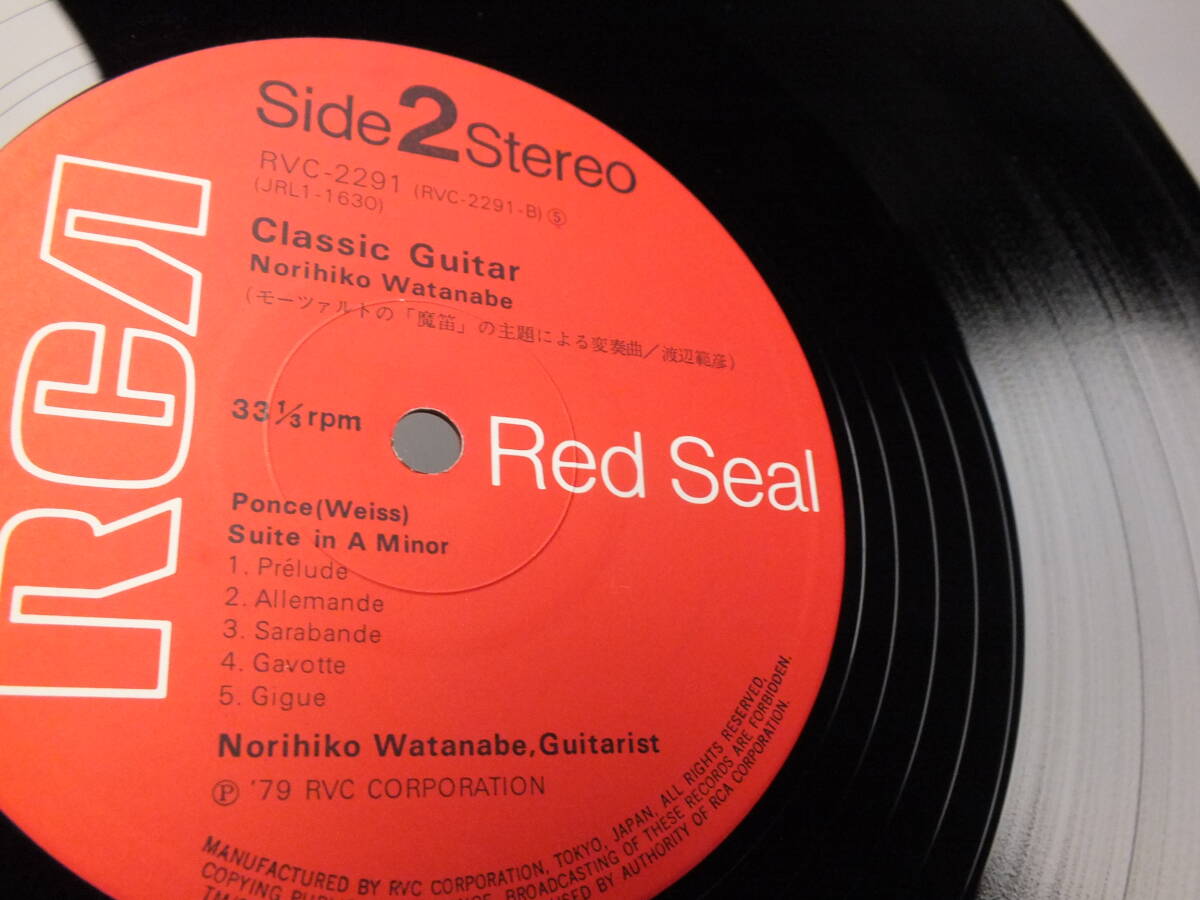 RCA
Side 2 Stereo
RVC-2291 (RVC-2291-B) ⑤
(JRL1-1630)
Classic Guitar
Norihiko Watanabe
(モーツァルトの「魔笛」の主題による変奏曲/渡辺範彦)
33 1/3 rpm
Red Seal
Ponce (Weiss)
Suite in A Minor
1. Prélude
2. Allemande
3. Sarabande
4. Gavotte
5. Gigue
Norihiko Watanabe, Guitarist
Ⓟ '79 RVC CORPORATION
MANUFACTURED BY RVC CORPORATION, TOKYO, JAPAN, ALL RIGHTS RESERVED,
COPYING BROADCASTING OF THESE RECORDS ARE FORBIDDEN.
BY AUTHORITY OF RCA CORPORATION.